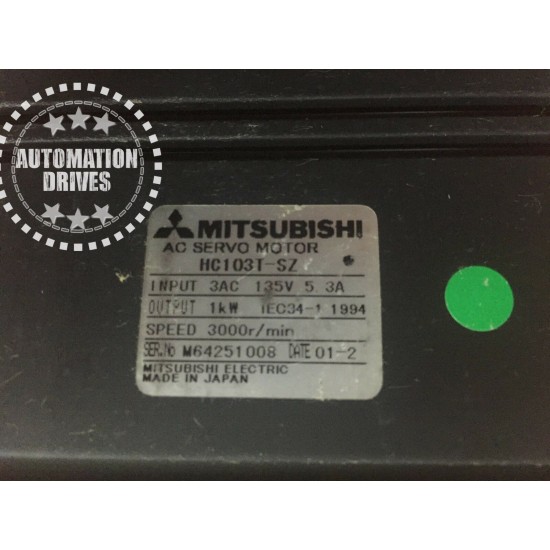 AUTOMATION
DRIVES
MITSUBISHI
AC SERVO MOTOR
HC103T-SZ
INPUT 3AC 135V 5.3A
OUTPUT 1kW IEC34-1 1994
SPEED 3000r/min
SER.No M64251008 DATE 01-2
MITSUBISHI ELECTRIC
MADE IN JAPAN